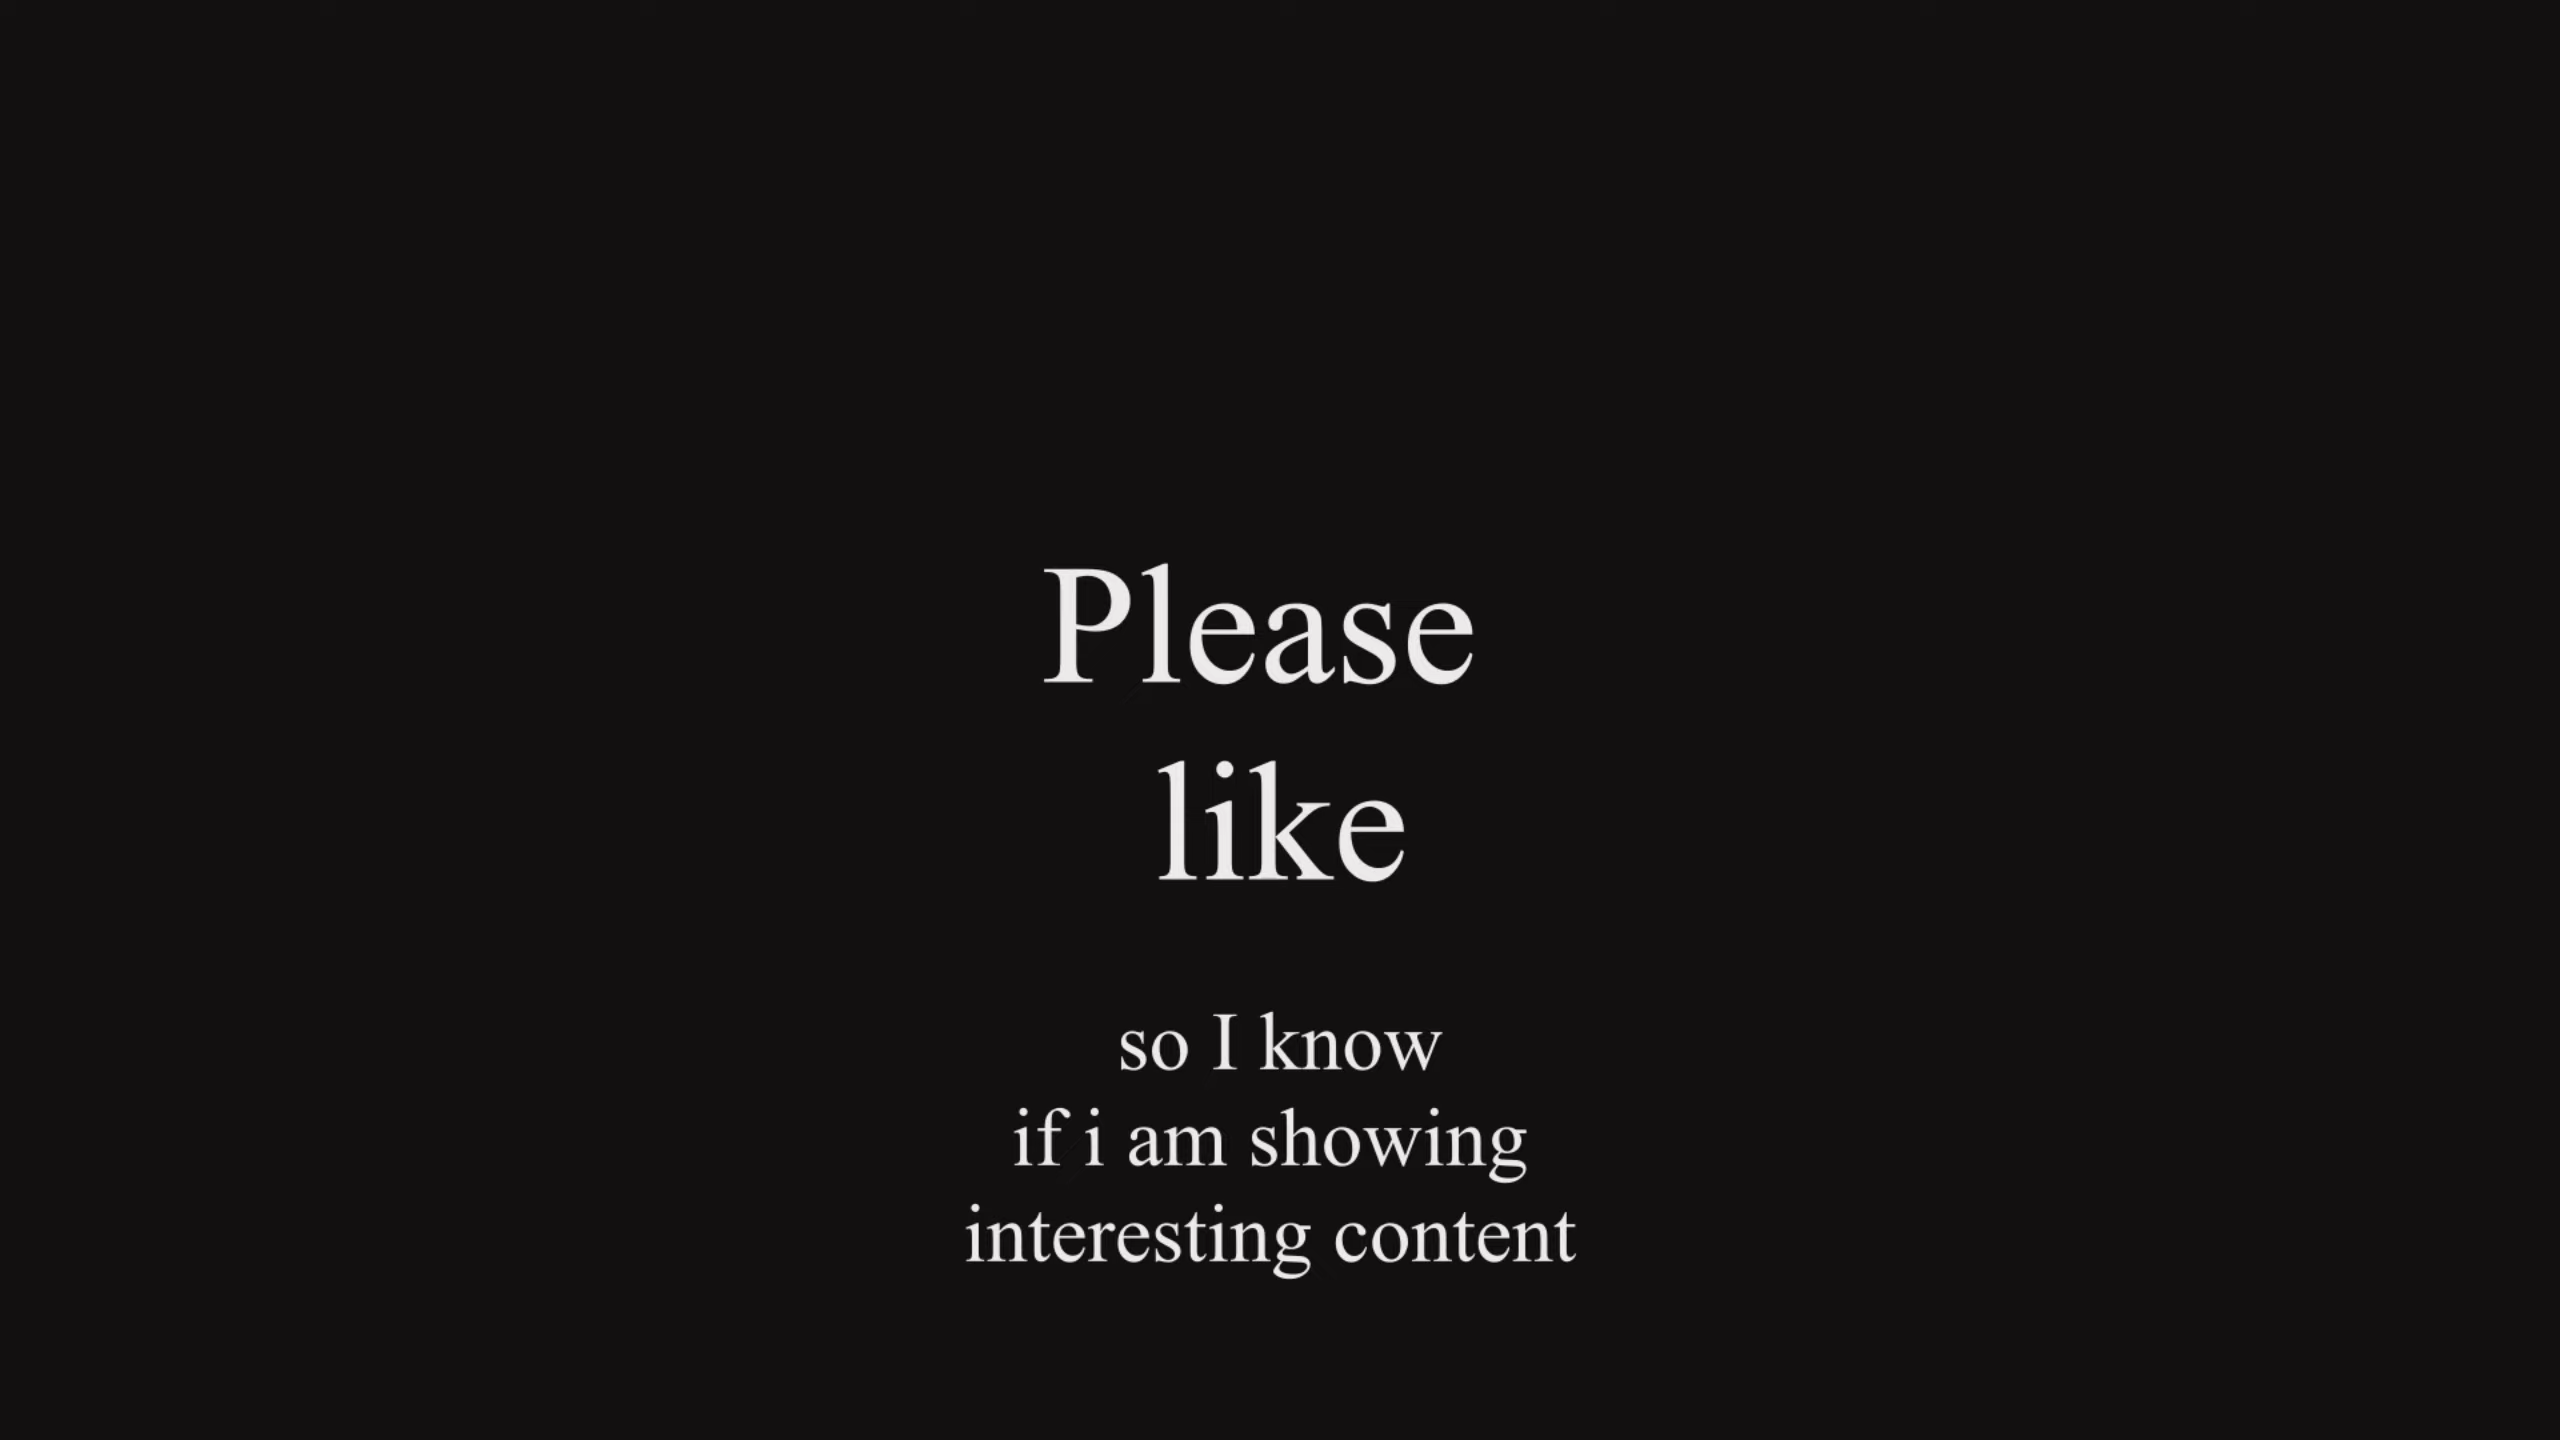 Please
like
so I know
if i am showing
interesting content